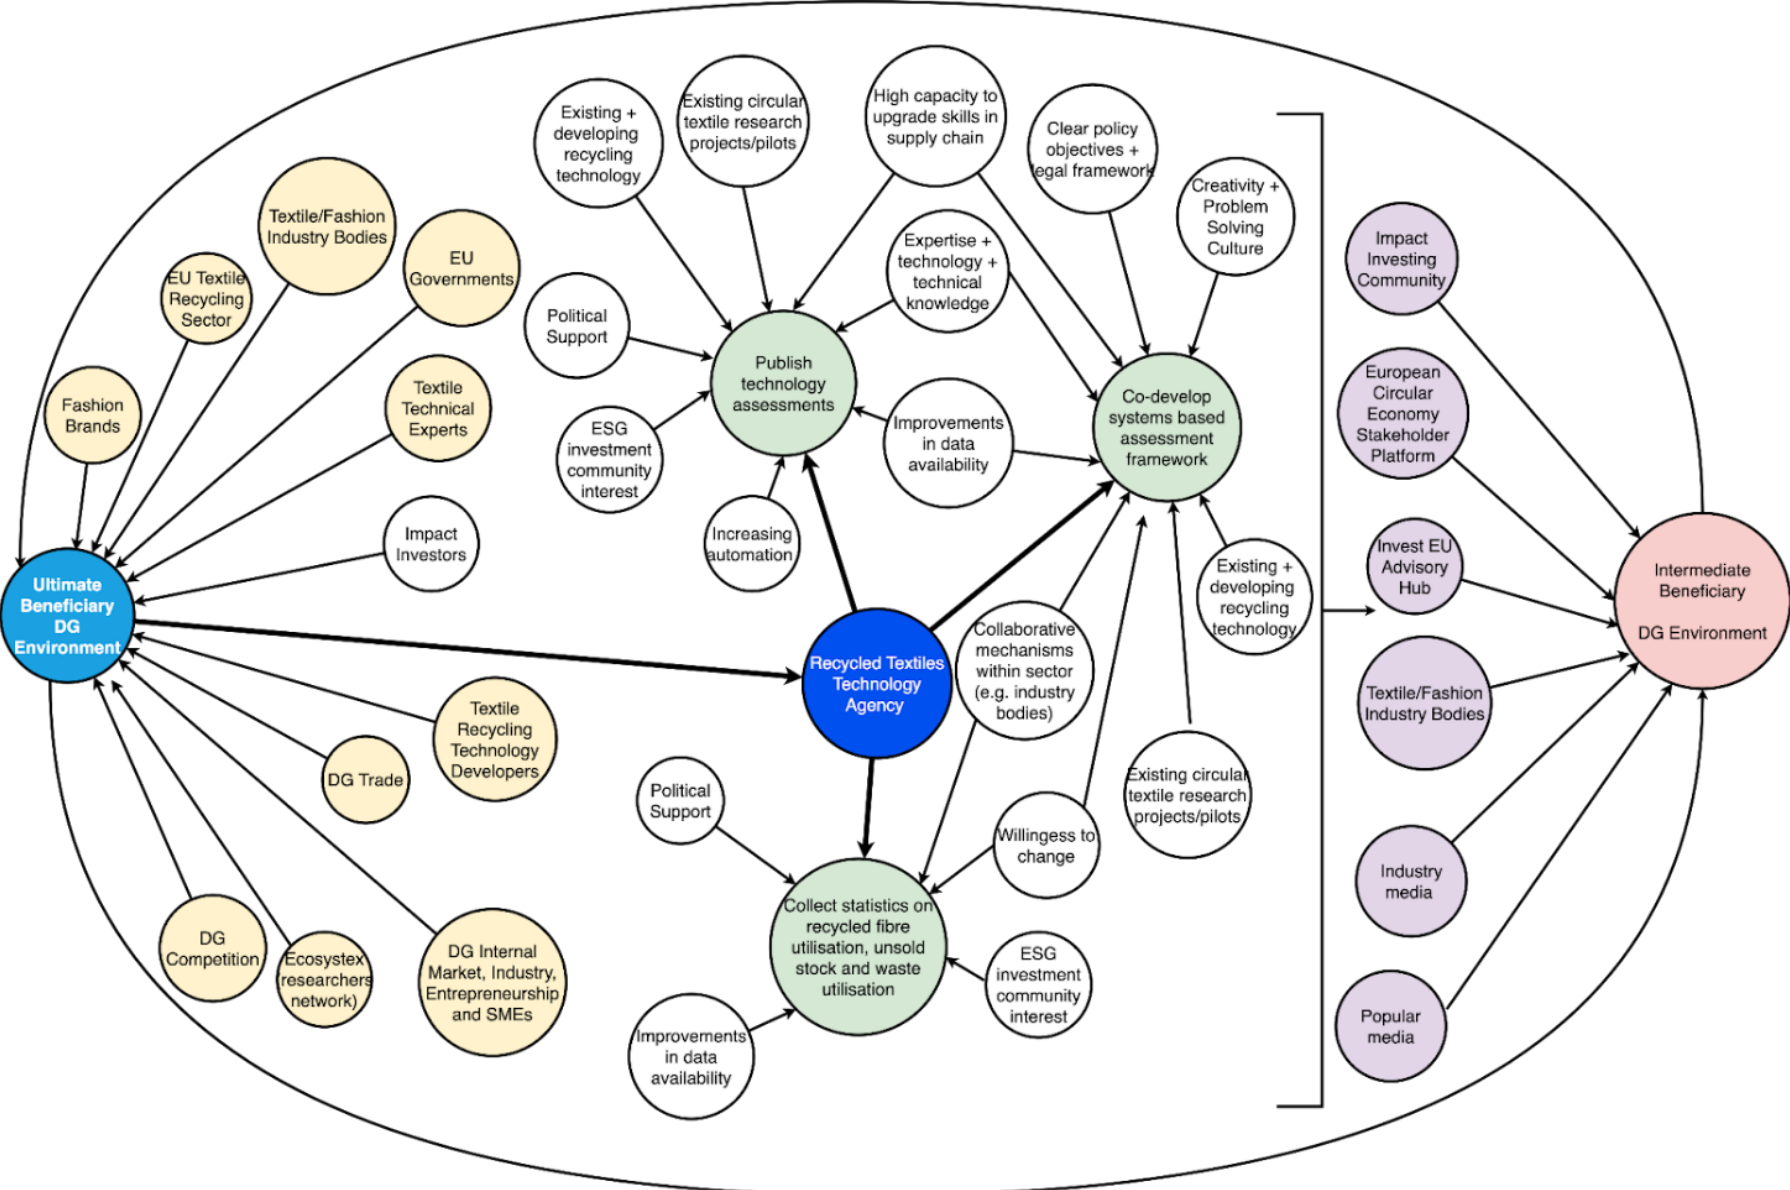 Existing +
developing
recycling
technology
Existing circular
textile research
projects/pilots
High capacity to
upgrade skills in
supply chain
Clear policy
objectives +
legal framework
Creativity +
Problem
Solving
Culture
Textile/Fashion
Industry Bodies
EU
Governments
EU Textile
Recycling
Sector
Fashion
Brands
Textile
Technical
Experts
Impact
Investors
Political
Support
Expertise +
technology +
technical
knowledge
Publish
technology
assessments
ESG
investment
community
interest
Increasing
automation
Improvements
in data
availability
Co-develop
systems based
assessment
framework
Impact
Investing
Community
European
Circular
Economy
Stakeholder
Platform
Invest EU
Advisory
Hub
Ultimate
Beneficiary
DG
Environment
Recycled Textiles
Technology
Agency
Collaborative
mechanisms
within sector
(e.g. industry
bodies)
Existing +
developing
recycling
technology
Intermediate
Beneficiary
DG Environment
Textile/Fashion
Industry Bodies
Textile
Recycling
Technology
Developers
DG Trade
Political
Support
Willingess to
change
Existing circular
textile research
projects/pilots
Industry
media
DG
Competition
Ecosystex
researchers
network)
DG Internal
Market, Industry,
Entrepreneurship
and SMEs
Collect statistics on
recycled fibre
utilisation, unsold
stock and waste
utilisation
ESG
investment
community
interest
Improvements
in data
availability
Popular
media